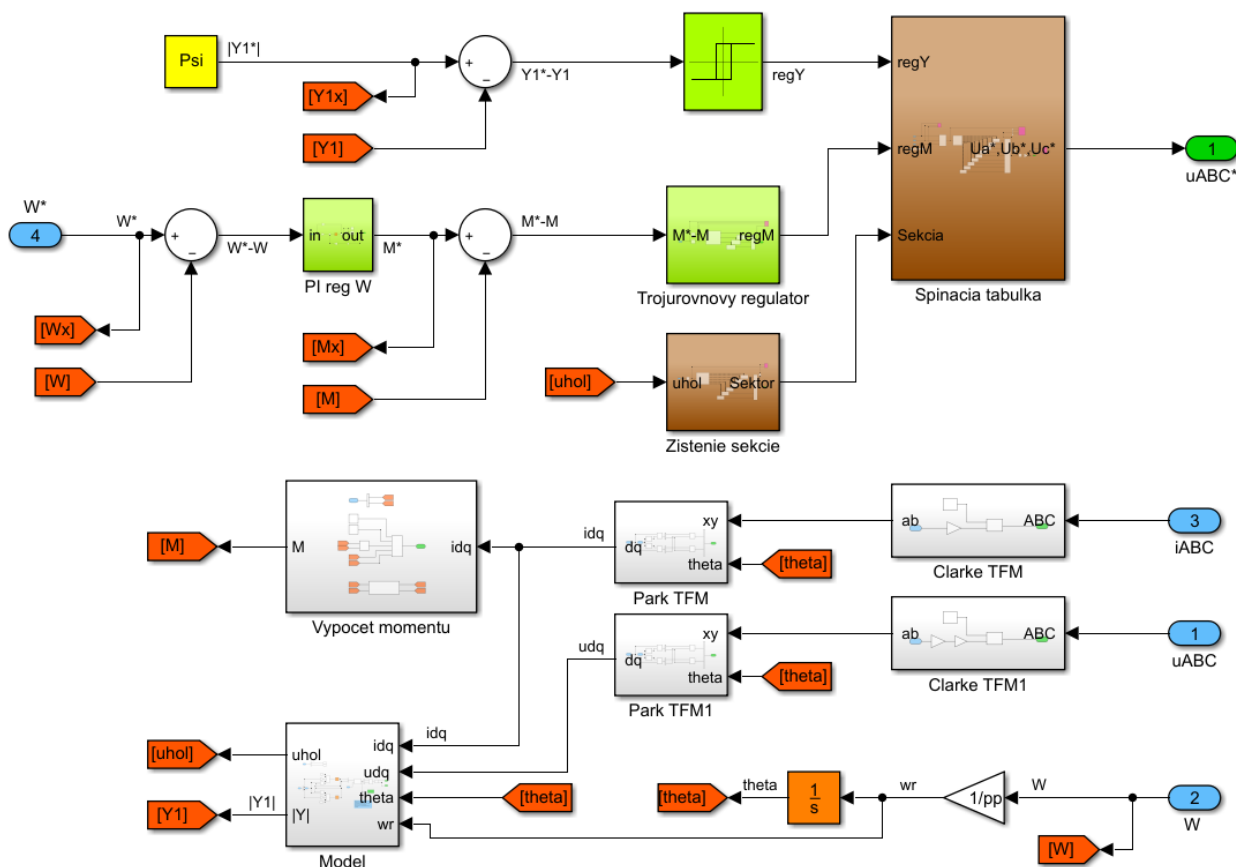 Psi
|Y1*|
+
−
Y1*-Y1
[Y1x]
[Y1]
regY
regY
regM
Sekcia
Ua*,Ub*,Uc*
Spinacia tabulka
1
uABC*
W*
4
W*
+
−
W*-W
in
out
PI reg W
M*
+
−
M*-M
M*-M
regM
Trojurovnovy regulator
[Wx]
[W]
[Mx]
[M]
[uhol]
uhol
Sektor
Zistenie sekcie
[M]
M
idq
Vypocet momentu
idq
xy
dq
theta
Park TFM
[theta]
ab
ABC
Clarke TFM
3
iABC
udq
xy
dq
theta
Park TFM1
[theta]
ab
ABC
Clarke TFM1
1
uABC
[uhol]
uhol
idq
idq
udq
theta
wr
[Y1]
|Y1|
|Y|
Model
[theta]
[theta]
theta
1
s
wr
1/pp
W
2
W
[W]